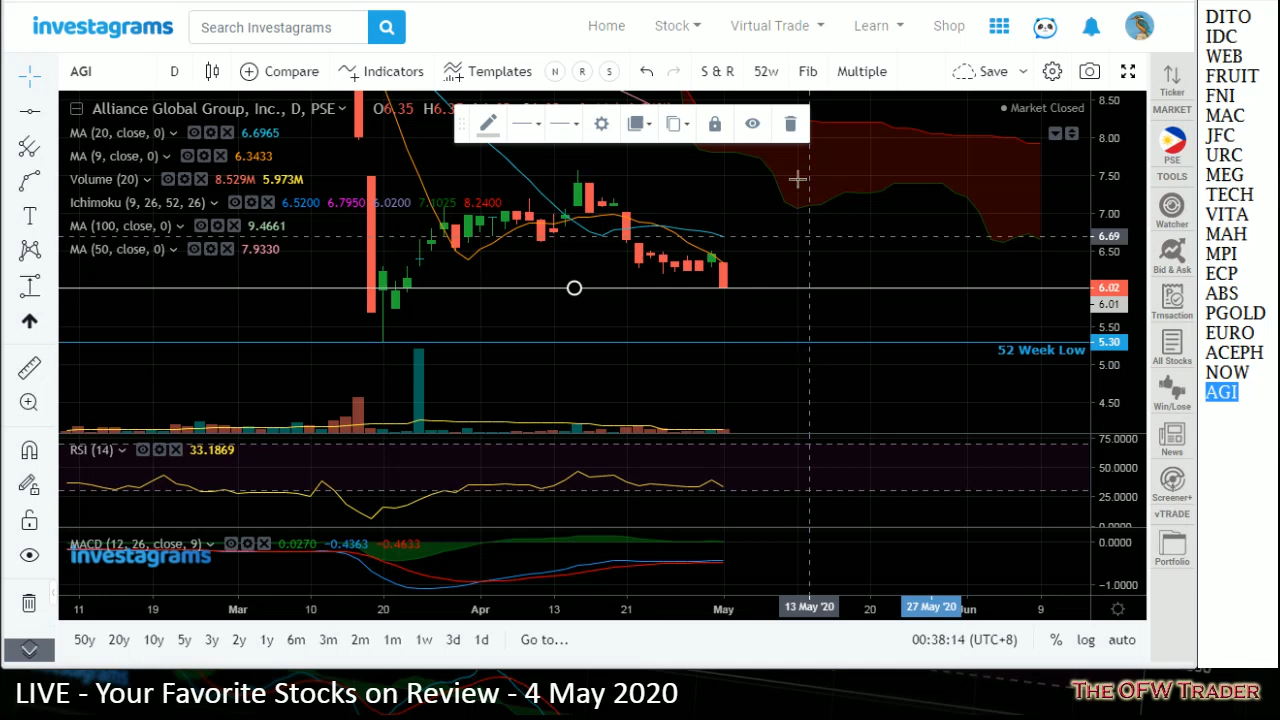 investagrams
Search Investagrams
Home
Stock
Virtual Trade
Learn
Shop
AGI
D
Compare
Indicators
Templates
N
R
S
S & R
52w
Fib
Multiple
Save
Alliance Global Group, Inc., D, PSE
O6.35
Market Closed
MA (20, close, 0)
6.6965
MA (9, close, 0)
6.3433
Volume (20)
8.529M 5.973M
Ichimoku (9, 26, 52, 26)
6.5200 6.7950 6.0200 7.1025 8.2400
MA (100, close, 0)
9.4661
MA (50, close, 0)
7.9330
8.50
8.00
7.50
7.00
6.69
6.50
6.02
6.01
5.50
5.30
52 Week Low
5.00
4.50
RSI (14)
33.1869
75.0000
50.0000
25.0000
0.0000
MACD (12, 26, close, 9)
0.0270 -0.4363 -0.4633
investagrams
0.0000
-1.0000
11
19
Mar
10
20
Apr
13
21
May
13 May '20
20
27 May '20
Jun
9
50y
20y
10y
5y
3y
2y
1y
6m
3m
2m
1m
1w
3d
1d
Go to...
00:38:14 (UTC+8)
%
log
auto
Ticker
MARKET
PSE
TOOLS
Watcher
Bid & Ask
Trnsaction
All Stocks
Win/Lose
News
Screener+
vTRADE
Portfolio
DITO
IDC
WEB
FRUIT
FNI
MAC
JFC
URC
MEG
TECH
VITA
MAH
MPI
ECP
ABS
PGOLD
EURO
ACEPH
NOW
AGI
LIVE - Your Favorite Stocks on Review - 4 May 2020
THE OFW TRADER